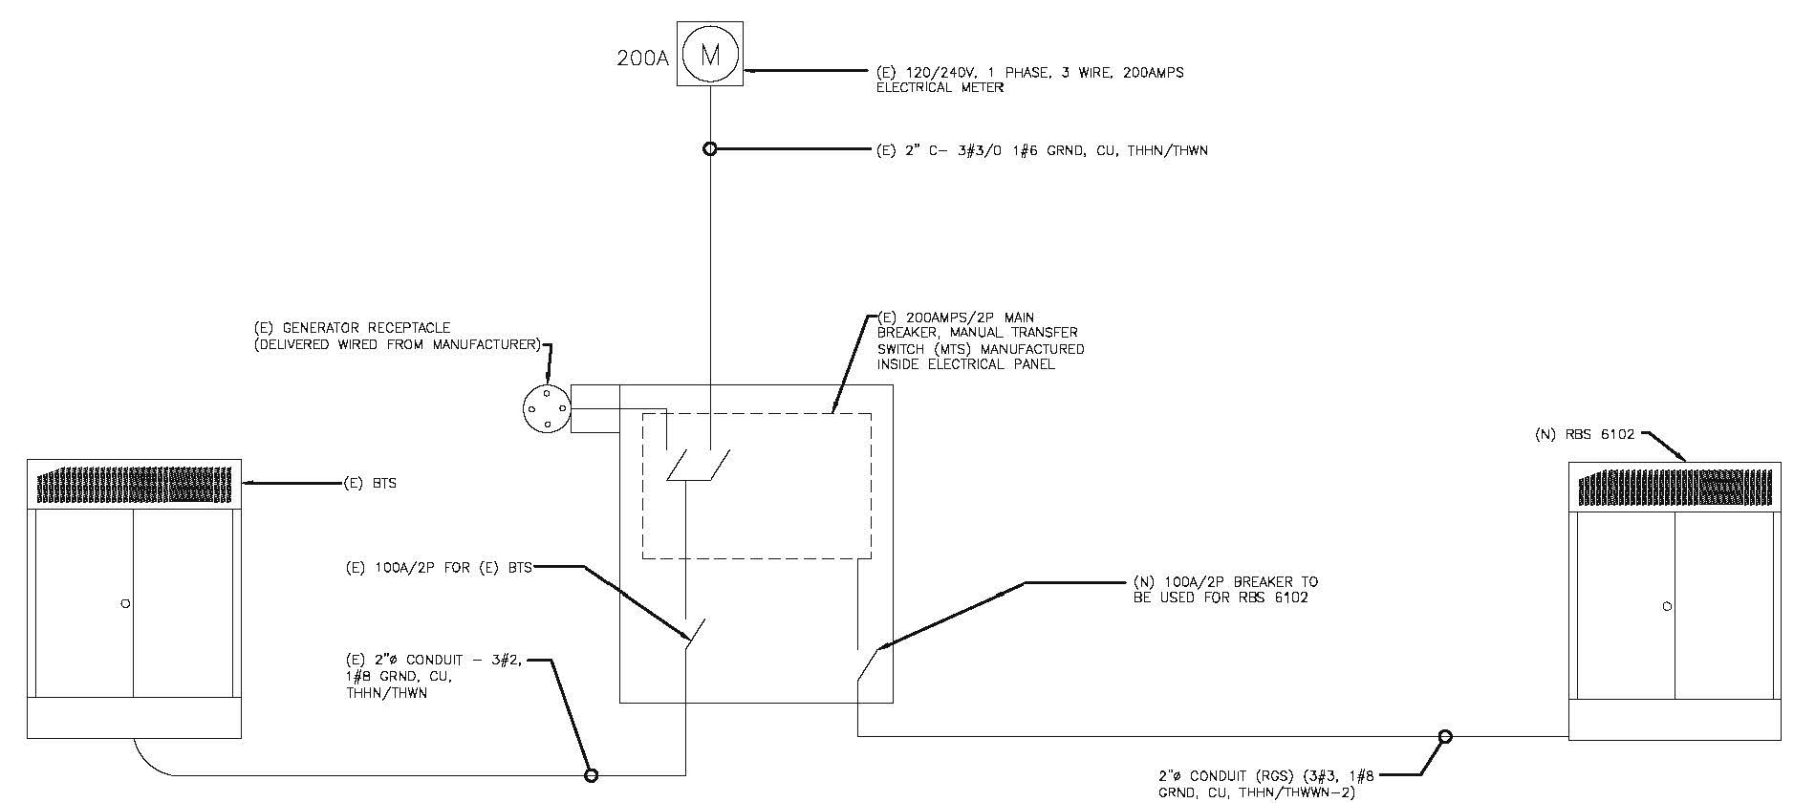 200A
M
(E) 120/240V, 1 PHASE, 3 WIRE, 200AMPS
ELECTRICAL METER
(E) 2" C- 3#3/0 1#6 GRND, CU, THHN/THWN
(E) GENERATOR RECEPTACLE
(DELIVERED WIRED FROM MANUFACTURER)
(E) 200AMPS/2P MAIN
BREAKER, MANUAL TRANSFER
SWITCH (MTS) MANUFACTURED
INSIDE ELECTRICAL PANEL
(N) RBS 6102
(E) BTS
(E) 100A/2P FOR (E) BTS
(N) 100A/2P BREAKER TO
BE USED FOR RBS 6102
(E) 2"ø CONDUIT - 3#2,
1#8 GRND, CU,
THHN/THWN
2"ø CONDUIT (RGS) (3#3, 1#8
GRND, CU, THHN/THWWN-2)